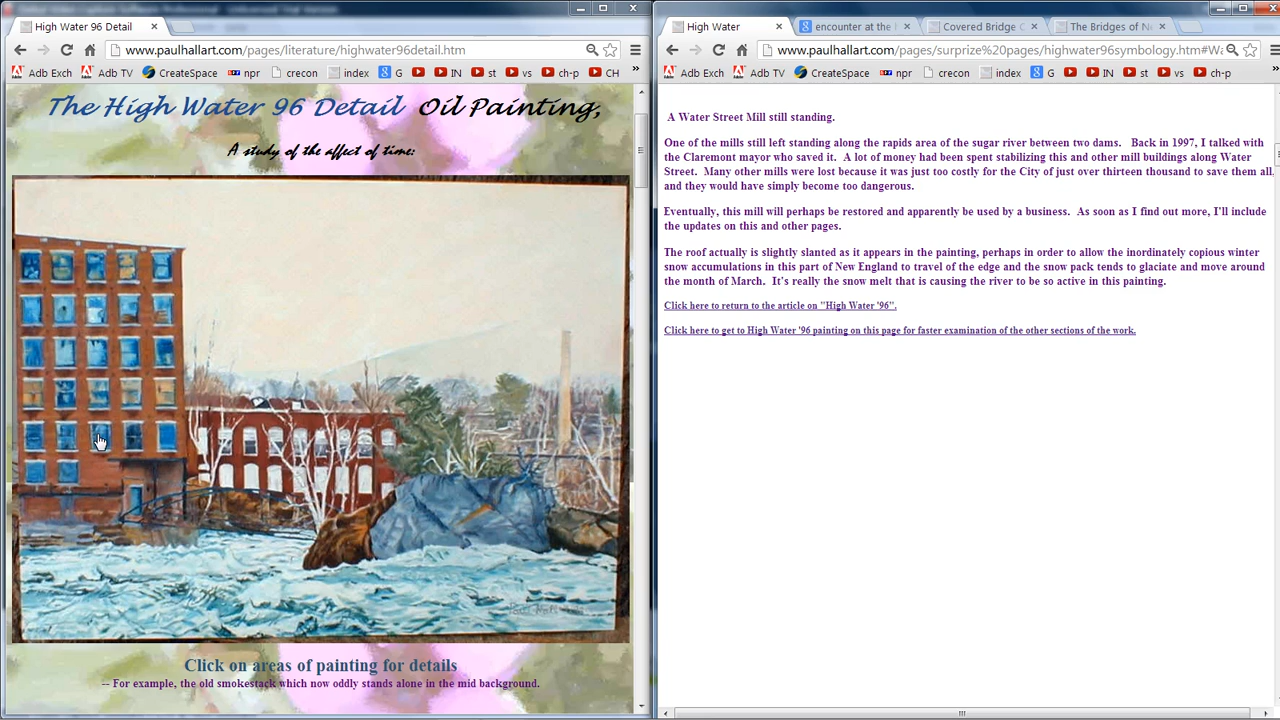 High Water 96 Detail
www.paulhallart.com/pages/literature/highwater96detail.htm
Adb Exch Adb TV CreateSpace npr crecon index G IN st vs ch-p CH
The High Water 96 Detail Oil Painting,
A study of the affect of time:
Click on areas of painting for details
-- For example, the old smokestack which now oddly stands alone in the mid background.
High Water encounter at the Covered Bridge C The Bridges of Ne
www.paulhallart.com/pages/surprize%20pages/highwater96symbology.htm#Wa
Adb Exch Adb TV CreateSpace npr crecon index G IN st vs ch-p
A Water Street Mill still standing.
One of the mills still left standing along the rapids area of the sugar river between two dams. Back in 1997, I talked with
the Claremont mayor who saved it. A lot of money had been spent stabilizing this and other mill buildings along Water
Street. Many other mills were lost because it was just too costly for the City of just over thirteen thousand to save them all,
and they would have simply become too dangerous.
Eventually, this mill will perhaps be restored and apparently be used by a business. As soon as I find out more, I'll include
the updates on this and other pages.
The roof actually is slightly slanted as it appears in the painting, perhaps in order to allow the inordinately copious winter
snow accumulations in this part of New England to travel of the edge and the snow pack tends to glaciate and move around
the month of March. It's really the snow melt that is causing the river to be so active in this painting.
Click here to return to the article on "High Water '96".
Click here to get to High Water '96 painting on this page for faster examination of the other sections of the work.